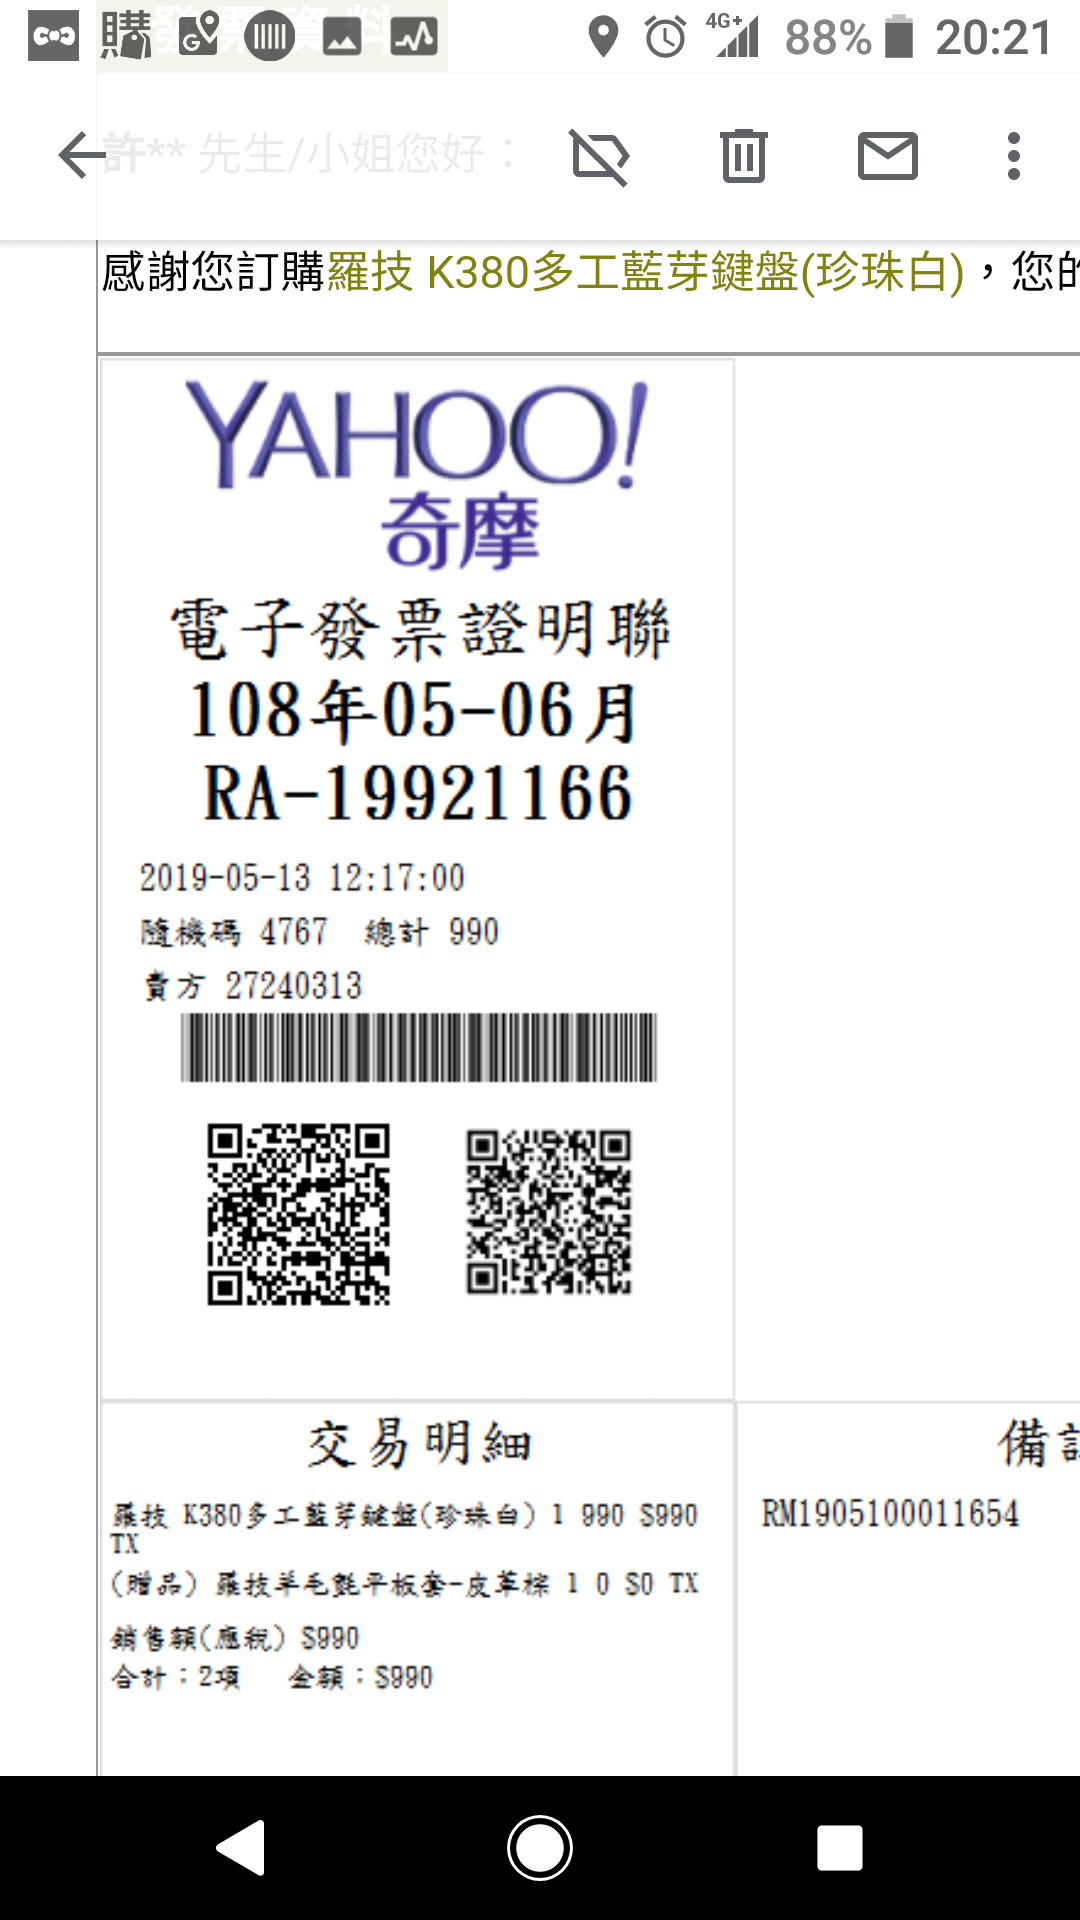 發票資料
購
4G+
88%
20:21
許** 先生/小姐您好：
感謝您訂購羅技 K380多工藍芽鍵盤(珍珠白)，您的
YAHOO!
奇摩
電子發票證明聯
108年05-06月
RA-19921166
2019-05-13 12:17:00
隨機碼 4767 總計 990
賣方 27240313
交易明細
羅技 K380多工藍芽鍵盤(珍珠白) 1 990 $990
TX
(贈品) 羅技羊毛氈平板套-皮革棕 1 0 $0 TX
銷售額(應稅) $990
合計：2項 金額：$990
備註
RM1905100011654